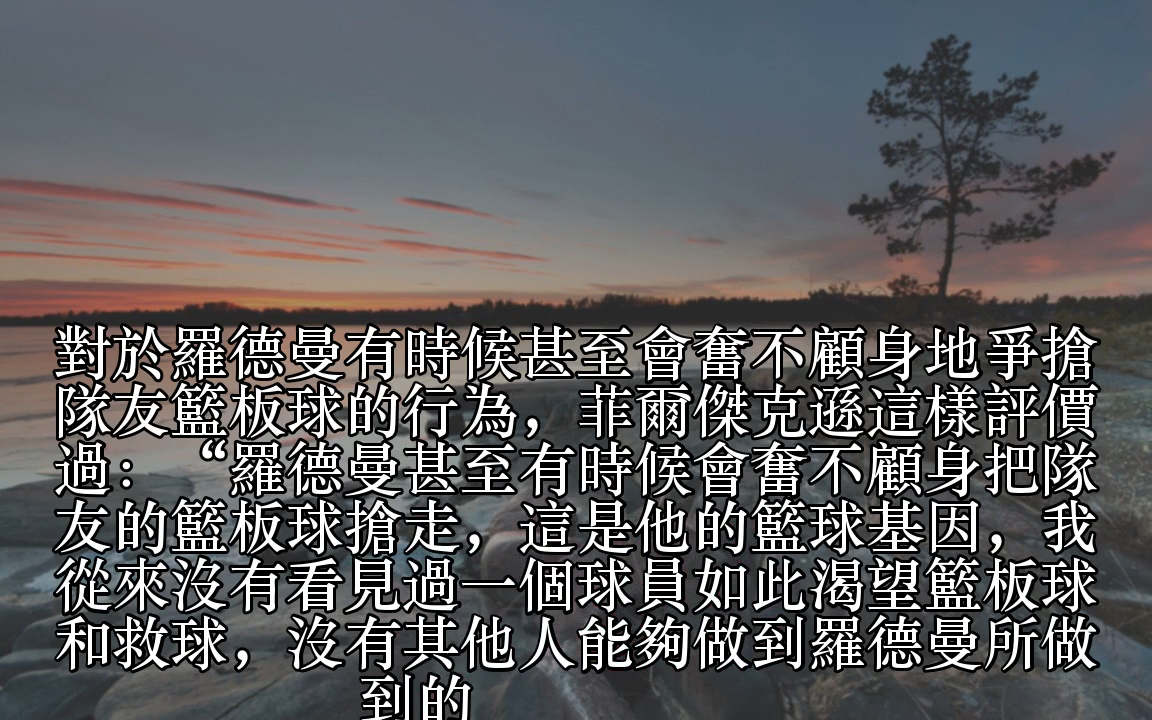 對於羅德曼有時候甚至會奮不顧身地爭搶
隊友籃板球的行為，菲爾傑克遜這樣評價
過：“羅德曼甚至有時候會奮不顧身把隊
友的籃板球搶走，這是他的籃球基因，我
從來沒有看見過一個球員如此渴望籃板球
和救球，沒有其他人能夠做到羅德曼所做
到的